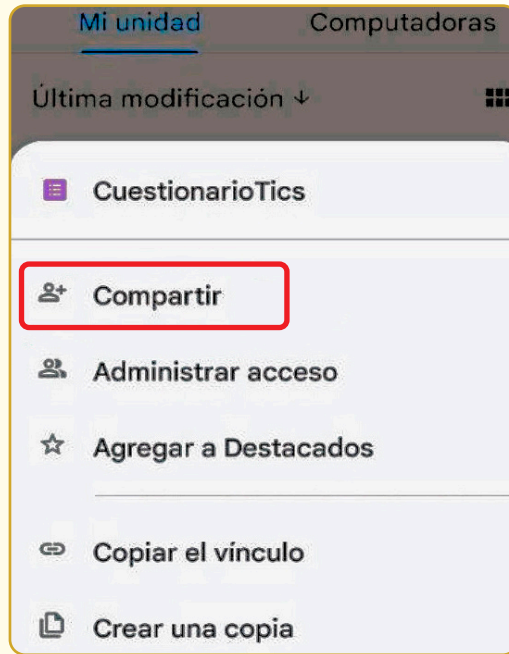 Mi unidad Computadoras
Última modificación ↓
CuestionarioTics
Compartir
Administrar acceso
Agregar a Destacados
Copiar el vínculo
Crear una copia